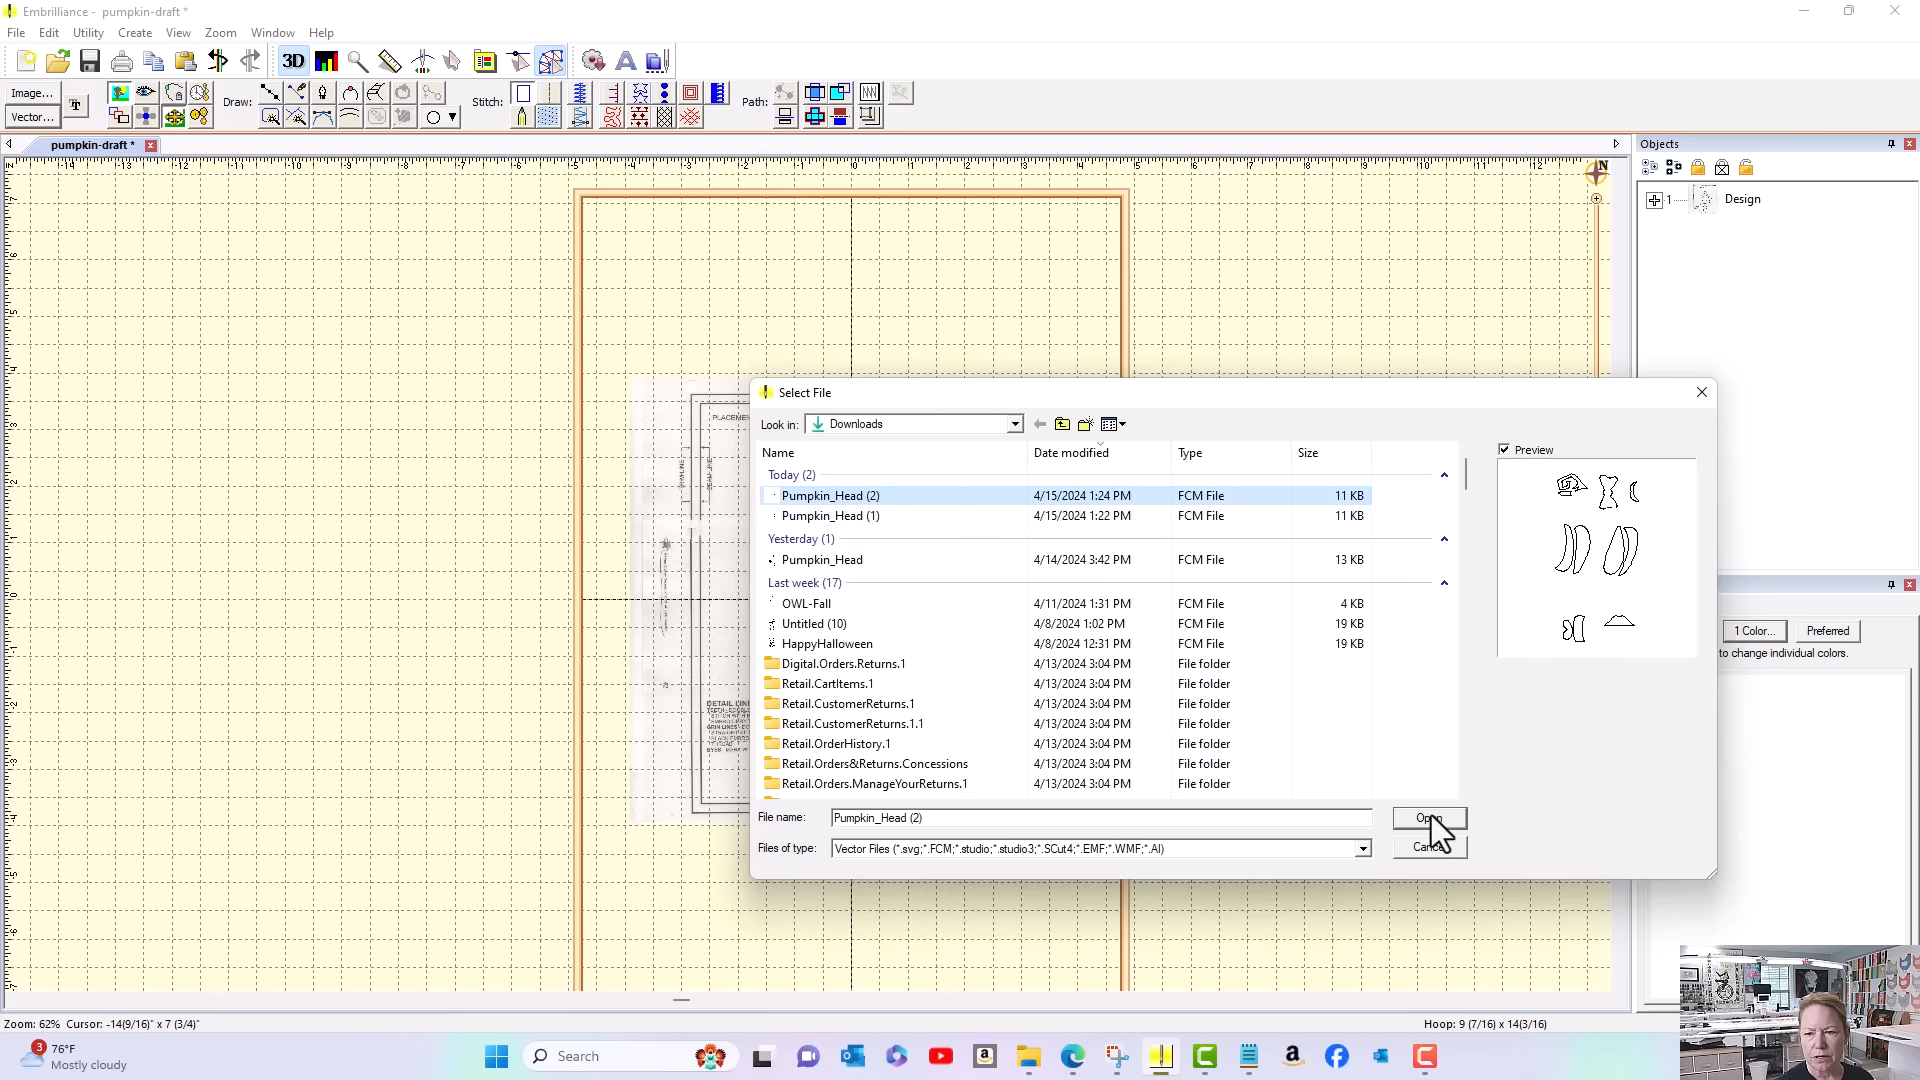 Embrilliance - pumpkin-draft *
File Edit Utility Create View Zoom Window Help
3D
Image...
Vector...
Draw:
Stitch:
Path:
pumpkin-draft *
Objects
1 Design
N
PLACEMEN
Select File
Look in: Downloads
Preview
Name Date modified Type Size
Today (2)
Pumpkin_Head (2) 4/15/2024 1:24 PM FCM File 11 KB
Pumpkin_Head (1) 4/15/2024 1:22 PM FCM File 11 KB
Yesterday (1)
Pumpkin_Head 4/14/2024 3:42 PM FCM File 13 KB
Last week (17)
OWL-Fall 4/11/2024 1:31 PM FCM File 4 KB
Untitled (10) 4/8/2024 1:02 PM FCM File 19 KB
HappyHalloween 4/8/2024 12:31 PM FCM File 19 KB
Digital.Orders.Returns.1 4/13/2024 3:04 PM File folder
Retail.CartItems.1 4/13/2024 3:04 PM File folder
Retail.CustomerReturns.1 4/13/2024 3:04 PM File folder
Retail.CustomerReturns.1.1 4/13/2024 3:04 PM File folder
Retail.OrderHistory.1 4/13/2024 3:04 PM File folder
Retail.Orders&Returns.Concessions 4/13/2024 3:04 PM File folder
Retail.Orders.ManageYourReturns.1 4/13/2024 3:04 PM File folder
File name: Pumpkin_Head (2)
Files of type: Vector Files (*.svg;*.FCM;*.studio;*.studio3;*.SCut4;*.EMF;*.WMF;*.AI)
1 Color... Preferred
to change individual colors.
DETAIL LIN
Zoom: 62% Cursor: -14(9/16)" x 7 (3/4)"
Hoop: 9 (7/16) x 14(3/16)
3
76°F
Mostly cloudy
Search